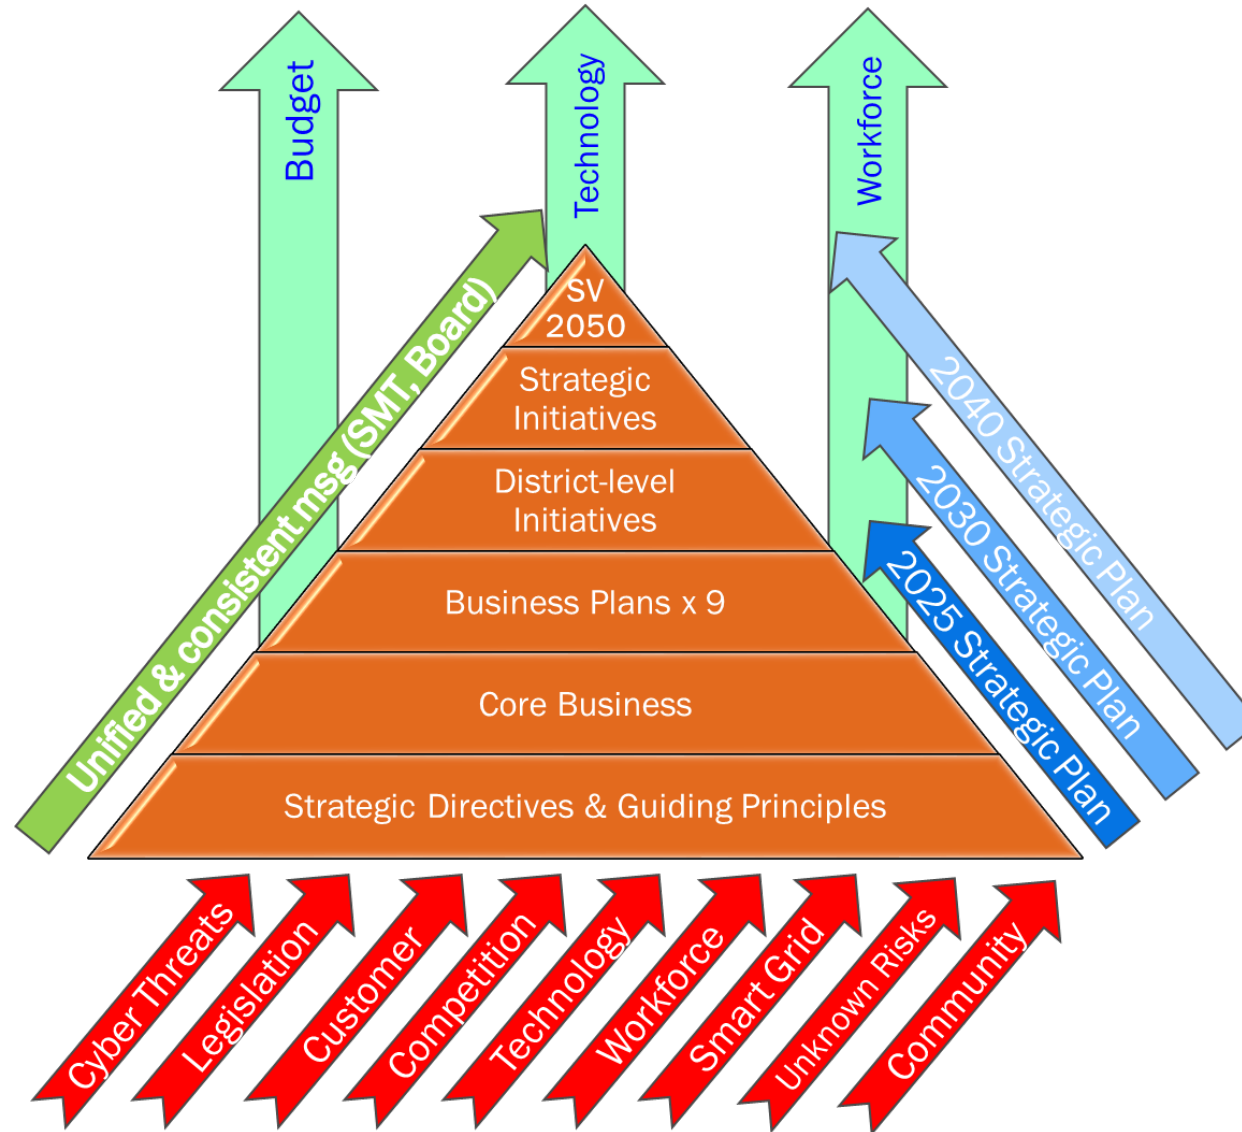 Budget
Technology
Workforce
Unified & consistent msg (SMT, Board)
SV
2050
Strategic
Initiatives
District-level
Initiatives
Business Plans x 9
Core Business
Strategic Directives & Guiding Principles
2040 Strategic Plan
2030 Strategic Plan
2025 Strategic Plan
Cyber Threats
Legislation
Customer
Competition
Technology
Workforce
Smart Grid
Unknown Risks
Community